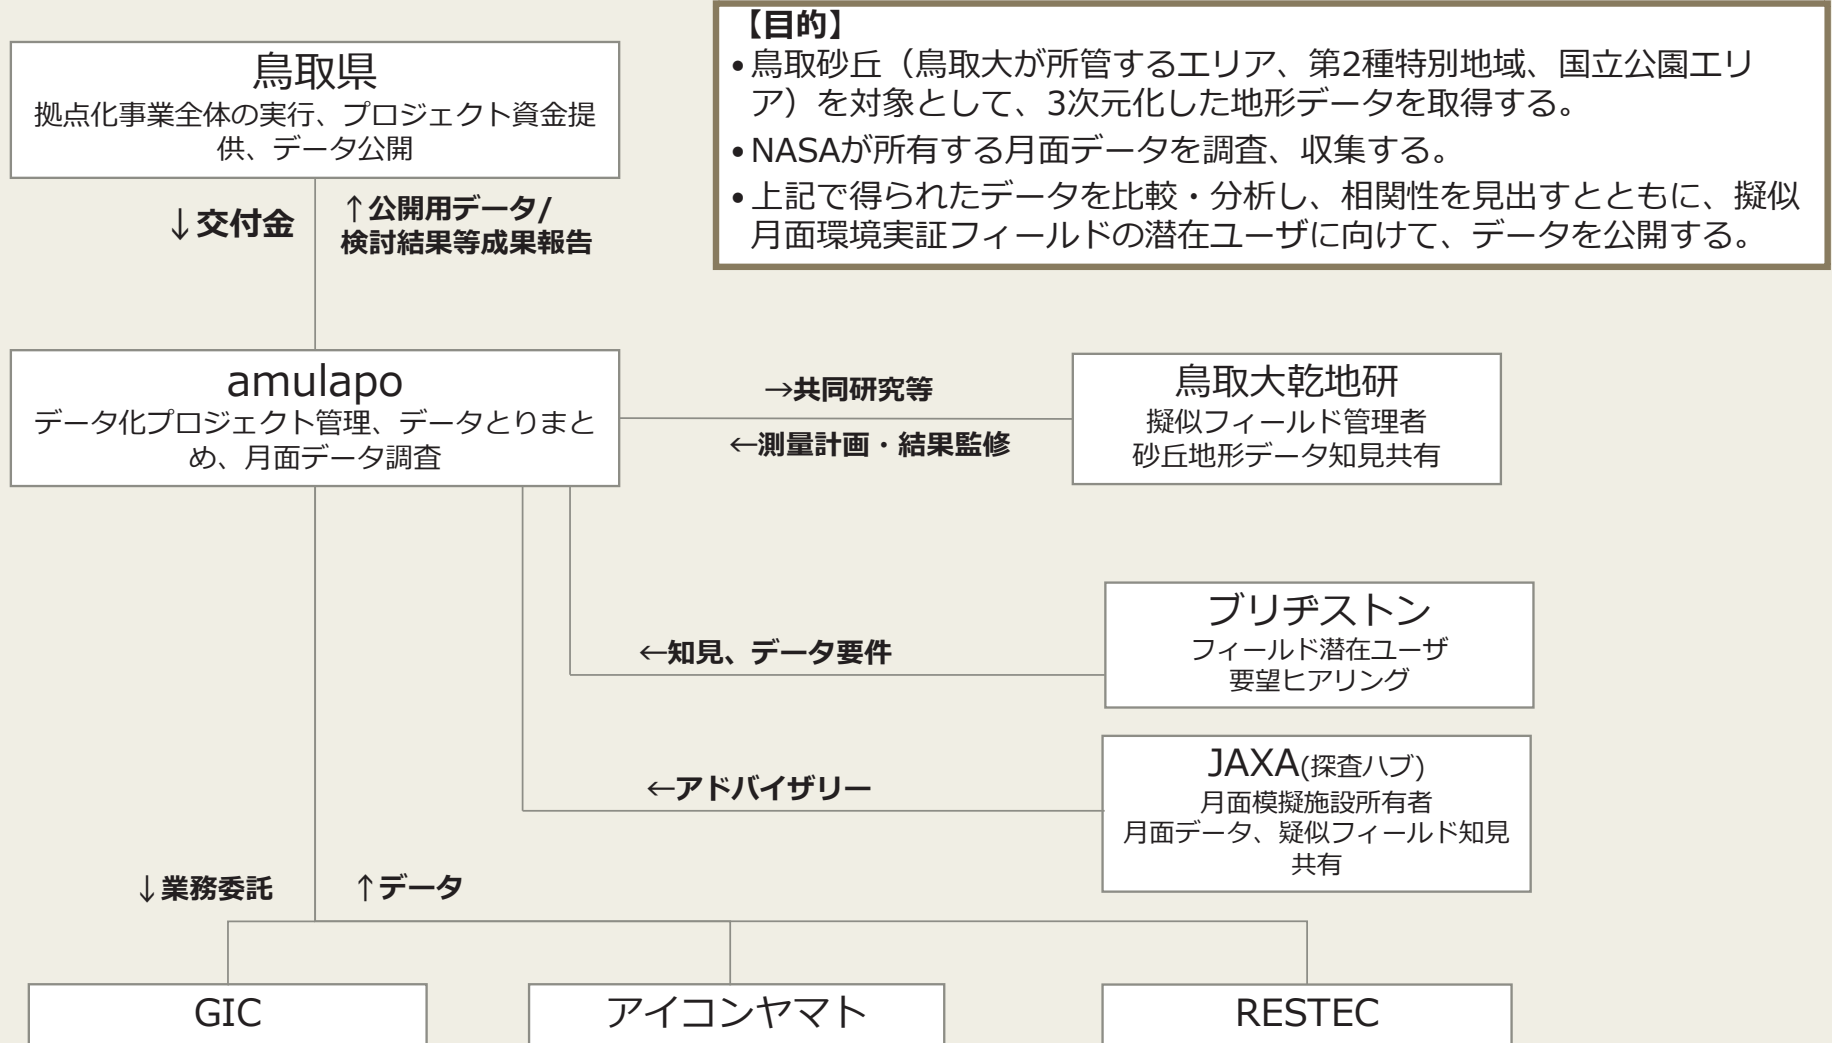 鳥取県
拠点化事業全体の実行、プロジェクト資金提
供、データ公開
【目的】
•鳥取砂丘（鳥取大が所管するエリア、第2種特別地域、国立公園エリ
ア）を対象として、3次元化した地形データを取得する。
•NASAが所有する月面データを調査、収集する。
•上記で得られたデータを比較・分析し、相関性を見出すとともに、擬似
月面環境実証フィールドの潜在ユーザに向けて、データを公開する。
↓交付金
↑公開用データ/
検討結果等成果報告
amulapo
データ化プロジェクト管理、データとりまと
め、月面データ調査
→共同研究等
←測量計画・結果監修
鳥取大乾地研
擬似フィールド管理者
砂丘地形データ知見共有
←知見、データ要件
ブリヂストン
フィールド潜在ユーザ
要望ヒアリング
←アドバイザリー
JAXA(探査ハブ)
月面模擬施設所有者
月面データ、疑似フィールド知見
共有
↓業務委託
↑データ
GIC
アイコンヤマト
RESTEC